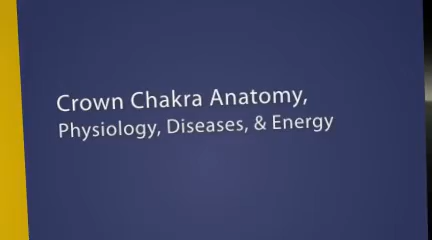 Crown Chakra Anatomy,
Physiology, Diseases, & Energy